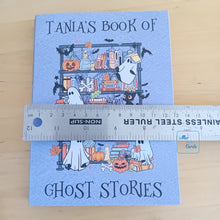 TANIA'S BOOK OF
NON-SLIP
STAINLESS STEEL RULER
GHOST STORIES